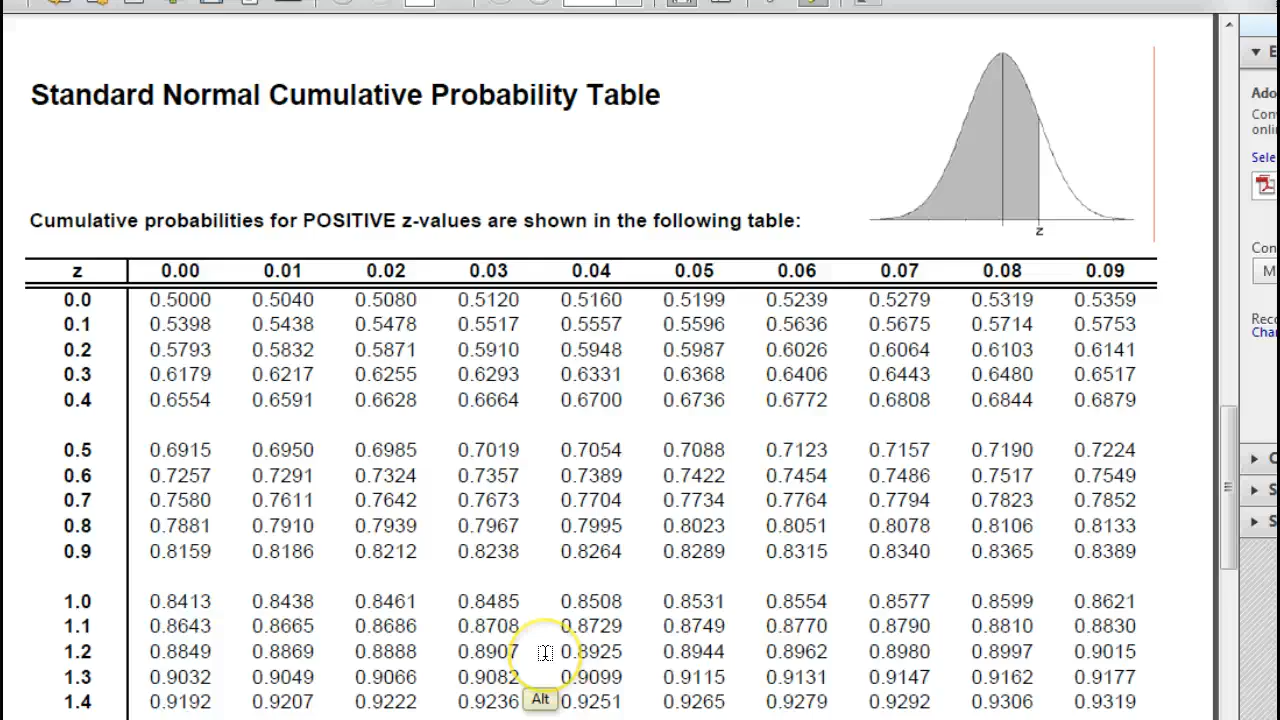 Standard Normal Cumulative Probability Table
z
Cumulative probabilities for POSITIVE z-values are shown in the following table:
z 0.00 0.01 0.02 0.03 0.04 0.05 0.06 0.07 0.08 0.09
0.0 0.5000 0.5040 0.5080 0.5120 0.5160 0.5199 0.5239 0.5279 0.5319 0.5359
0.1 0.5398 0.5438 0.5478 0.5517 0.5557 0.5596 0.5636 0.5675 0.5714 0.5753
0.2 0.5793 0.5832 0.5871 0.5910 0.5948 0.5987 0.6026 0.6064 0.6103 0.6141
0.3 0.6179 0.6217 0.6255 0.6293 0.6331 0.6368 0.6406 0.6443 0.6480 0.6517
0.4 0.6554 0.6591 0.6628 0.6664 0.6700 0.6736 0.6772 0.6808 0.6844 0.6879
0.5 0.6915 0.6950 0.6985 0.7019 0.7054 0.7088 0.7123 0.7157 0.7190 0.7224
0.6 0.7257 0.7291 0.7324 0.7357 0.7389 0.7422 0.7454 0.7486 0.7517 0.7549
0.7 0.7580 0.7611 0.7642 0.7673 0.7704 0.7734 0.7764 0.7794 0.7823 0.7852
0.8 0.7881 0.7910 0.7939 0.7967 0.7995 0.8023 0.8051 0.8078 0.8106 0.8133
0.9 0.8159 0.8186 0.8212 0.8238 0.8264 0.8289 0.8315 0.8340 0.8365 0.8389
1.0 0.8413 0.8438 0.8461 0.8485 0.8508 0.8531 0.8554 0.8577 0.8599 0.8621
1.1 0.8643 0.8665 0.8686 0.8708 0.8729 0.8749 0.8770 0.8790 0.8810 0.8830
1.2 0.8849 0.8869 0.8888 0.8907 0.8925 0.8944 0.8962 0.8980 0.8997 0.9015
1.3 0.9032 0.9049 0.9066 0.9082 0.9099 0.9115 0.9131 0.9147 0.9162 0.9177
1.4 0.9192 0.9207 0.9222 0.9236 0.9251 0.9265 0.9279 0.9292 0.9306 0.9319
Alt
E
Ado
Con
onli
Sele
Con
M
Reco
Char